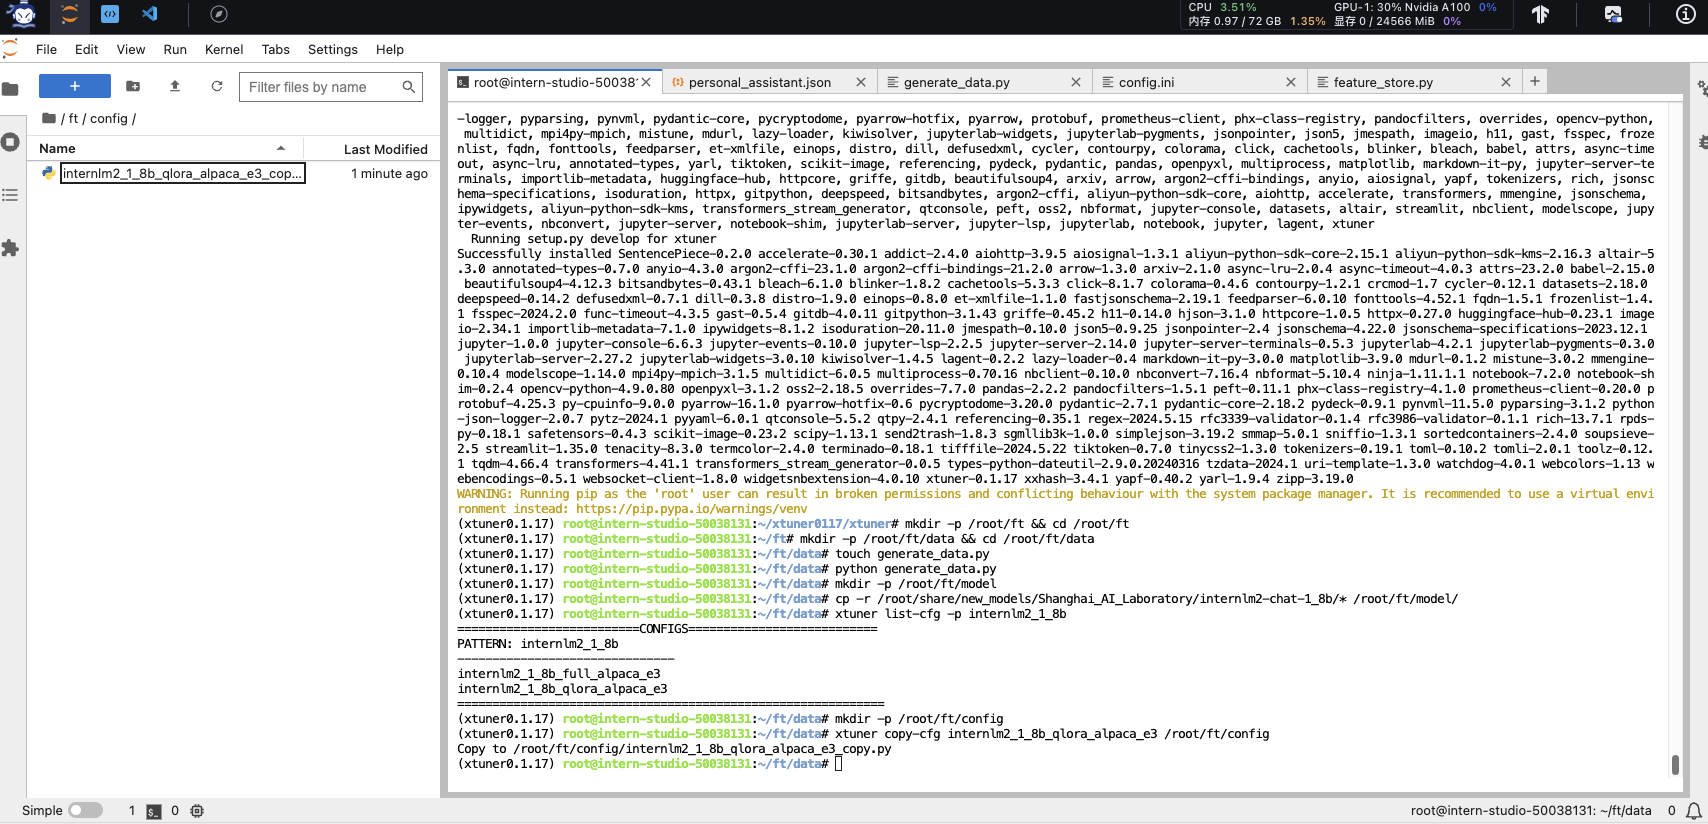 CPU 3.51%
GPU-1: 30% Nvidia A100 0%
内存 0.97 / 72 GB 1.35%
显存 0 / 24566 MiB 0%
File Edit View Run Kernel Tabs Settings Help
+
Filter files by name
/ ft / config /
Name
Last Modified
internlm2_1_8b_qlora_alpaca_e3_cop...
1 minute ago
root@intern-studio-50038
personal_assistant.json
generate_data.py
config.ini
feature_store.py
-logger, pyparsing, pynvml, pydantic-core, pycryptodome, pyarrow-hotfix, pyarrow, protobuf, prometheus-client, phx-class-registry, pandocfilters, overrides, opencv-python,
multidict, mpi4py-mpich, mistune, mdurl, lazy-loader, kiwisolver, jupyterlab-widgets, jupyterlab-pygments, jsonpointer, json5, jmespath, imageio, h11, gast, fsspec, froze
nlist, fqdn, fonttools, feedparser, et-xmlfile, einops, distro, dill, defusedxml, cycler, contourpy, colorama, click, cachetools, blinker, bleach, babel, attrs, async-time
out, async-lru, annotated-types, yarl, tiktoken, scikit-image, referencing, pydeck, pydantic, pandas, openpyxl, multiprocess, matplotlib, markdown-it-py, jupyter-server-te
rminals, importlib-metadata, huggingface-hub, httpcore, griffe, gitdb, beautifulsoup4, arxiv, arrow, argon2-cffi-bindings, anyio, aiosignal, yapf, tokenizers, rich, jsonsc
hema-specifications, isoduration, httpx, gitpython, deepspeed, bitsandbytes, argon2-cffi, aliyun-python-sdk-core, aiohttp, accelerate, transformers, mmengine, jsonschema,
ipywidgets, aliyun-python-sdk-kms, transformers_stream_generator, qtconsole, peft, oss2, nbformat, jupyter-console, datasets, altair, streamlit, nbclient, modelscope, jupy
ter-events, nbconvert, jupyter-server, notebook-shim, jupyterlab-server, jupyter-lsp, jupyterlab, notebook, jupyter, lagent, xtuner
Running setup.py develop for xtuner
Successfully installed SentencePiece-0.2.0 accelerate-0.30.1 addict-2.4.0 aiohttp-3.9.5 aiosignal-1.3.1 aliyun-python-sdk-core-2.15.1 aliyun-python-sdk-kms-2.16.3 altair-5
.3.0 annotated-types-0.7.0 anyio-4.3.0 argon2-cffi-23.1.0 argon2-cffi-bindings-21.2.0 arrow-1.3.0 arxiv-2.1.0 async-lru-2.0.4 async-timeout-4.0.3 attrs-23.2.0 babel-2.15.0
beautifulsoup4-4.12.3 bitsandbytes-0.43.1 bleach-6.1.0 blinker-1.8.2 cachetools-5.3.3 click-8.1.7 colorama-0.4.6 contourpy-1.2.1 crcmod-1.7 cycler-0.12.1 datasets-2.18.0
deepspeed-0.14.2 defusedxml-0.7.1 dill-0.3.8 distro-1.9.0 einops-0.8.0 et-xmlfile-1.1.0 fastjsonschema-2.19.1 feedparser-6.0.10 fonttools-4.52.1 fqdn-1.5.1 frozenlist-1.4.
1 fsspec-2024.2.0 func-timeout-4.3.5 gast-0.5.4 gitdb-4.0.11 gitpython-3.1.43 griffe-0.45.2 h11-0.14.0 hjson-3.1.0 httpcore-1.0.5 httpx-0.27.0 huggingface-hub-0.23.1 image
io-2.34.1 importlib-metadata-7.1.0 ipywidgets-8.1.2 isoduration-20.11.0 jmespath-0.10.0 json5-0.9.25 jsonpointer-2.4 jsonschema-4.22.0 jsonschema-specifications-2023.12.1
jupyter-1.0.0 jupyter-console-6.6.3 jupyter-events-0.10.0 jupyter-lsp-2.2.5 jupyter-server-2.14.0 jupyter-server-terminals-0.5.3 jupyterlab-4.2.1 jupyterlab-pygments-0.3.0
jupyterlab-server-2.27.2 jupyterlab-widgets-3.0.10 kiwisolver-1.4.5 lagent-0.2.2 lazy-loader-0.4 markdown-it-py-3.0.0 matplotlib-3.9.0 mdurl-0.1.2 mistune-3.0.2 mmengine-
0.10.4 modelscope-1.14.0 mpi4py-mpich-3.1.5 multidict-6.0.5 multiprocess-0.70.16 nbclient-0.10.0 nbconvert-7.16.4 nbformat-5.10.4 ninja-1.11.1.1 notebook-7.2.0 notebook-sh
im-0.2.4 opencv-python-4.9.0.80 openpyxl-3.1.2 oss2-2.18.5 overrides-7.7.0 pandas-2.2.2 pandocfilters-1.5.1 peft-0.11.1 phx-class-registry-4.1.0 prometheus-client-0.20.0 p
rotobuf-4.25.3 py-cpuinfo-9.0.0 pyarrow-16.1.0 pyarrow-hotfix-0.6 pycryptodome-3.20.0 pydantic-2.7.1 pydantic-core-2.18.2 pydeck-0.9.1 pynvml-11.5.0 pyparsing-3.1.2 python
-json-logger-2.0.7 pytz-2024.1 pyyaml-6.0.1 qtconsole-5.5.2 qtpy-2.4.1 referencing-0.35.1 regex-2024.5.15 rfc3339-validator-0.1.4 rfc3986-validator-0.1.1 rich-13.7.1 rpds-
py-0.18.1 safetensors-0.4.3 scikit-image-0.23.2 scipy-1.13.1 send2trash-1.8.3 sgmllib3k-1.0.0 simplejson-3.19.2 smmap-5.0.1 sniffio-1.3.1 sortedcontainers-2.4.0 soupsieve-
2.5 streamlit-1.35.0 tenacity-8.3.0 termcolor-2.4.0 terminado-0.18.1 tifffile-2024.5.22 tiktoken-0.7.0 tinycss2-1.3.0 tokenizers-0.19.1 toml-0.10.2 tomli-2.0.1 toolz-0.12.
1 tqdm-4.66.4 transformers-4.41.1 transformers_stream_generator-0.0.5 types-python-dateutil-2.9.0.20240316 tzdata-2024.1 uri-template-1.3.0 watchdog-4.0.1 webcolors-1.13 w
ebencodings-0.5.1 websocket-client-1.8.0 widgetsnbextension-4.0.10 xtuner-0.1.17 xxhash-3.4.1 yapf-0.40.2 yarl-1.9.4 zipp-3.19.0
WARNING: Running pip as the 'root' user can result in broken permissions and conflicting behaviour with the system package manager. It is recommended to use a virtual envi
ronment instead: https://pip.pypa.io/warnings/venv
(xtuner0.1.17) root@intern-studio-50038131:~/xtuner0117/xtuner# mkdir -p /root/ft && cd /root/ft
(xtuner0.1.17) root@intern-studio-50038131:~/ft# mkdir -p /root/ft/data && cd /root/ft/data
(xtuner0.1.17) root@intern-studio-50038131:~/ft/data# touch generate_data.py
(xtuner0.1.17) root@intern-studio-50038131:~/ft/data# python generate_data.py
(xtuner0.1.17) root@intern-studio-50038131:~/ft/data# mkdir -p /root/ft/model
(xtuner0.1.17) root@intern-studio-50038131:~/ft/data# cp -r /root/share/new_models/Shanghai_AI_Laboratory/internlm2-chat-1_8b/* /root/ft/model/
(xtuner0.1.17) root@intern-studio-50038131:~/ft/data# xtuner list-cfg -p internlm2_1_8b
==========================CONFIGS===========================
PATTERN: internlm2_1_8b
-------------------------------
internlm2_1_8b_full_alpaca_e3
internlm2_1_8b_qlora_alpaca_e3
=============================================================
(xtuner0.1.17) root@intern-studio-50038131:~/ft/data# mkdir -p /root/ft/config
(xtuner0.1.17) root@intern-studio-50038131:~/ft/data# xtuner copy-cfg internlm2_1_8b_qlora_alpaca_e3 /root/ft/config
Copy to /root/ft/config/internlm2_1_8b_qlora_alpaca_e3_copy.py
(xtuner0.1.17) root@intern-studio-50038131:~/ft/data#
Simple 1 0
root@intern-studio-50038131: ~/ft/data 0